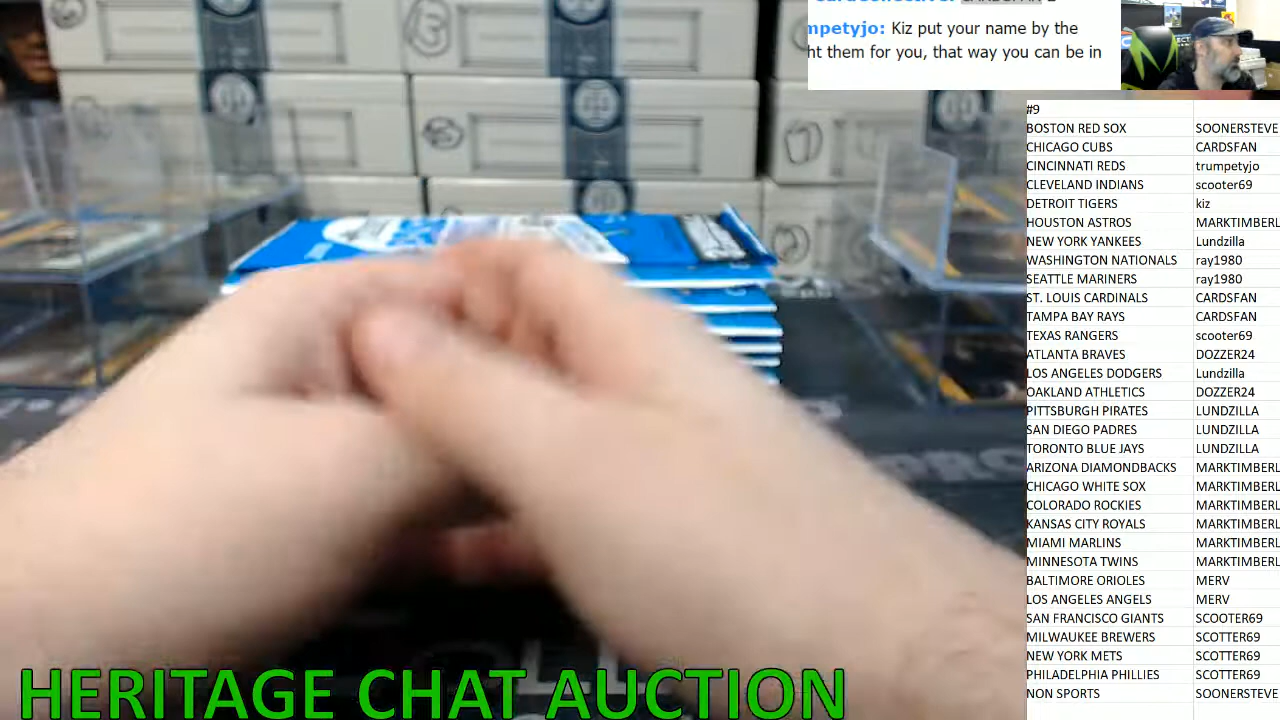 mpetyjo: Kiz put your name by the
ht them for you, that way you can be in
#9
BOSTON RED SOX SOONERSTEVE
CHICAGO CUBS CARDSFAN
CINCINNATI REDS trumpetyjo
CLEVELAND INDIANS scooter69
DETROIT TIGERS kiz
HOUSTON ASTROS MARKTIMBERL
NEW YORK YANKEES Lundzilla
WASHINGTON NATIONALS ray1980
SEATTLE MARINERS ray1980
ST. LOUIS CARDINALS CARDSFAN
TAMPA BAY RAYS CARDSFAN
TEXAS RANGERS scooter69
ATLANTA BRAVES DOZZER24
LOS ANGELES DODGERS Lundzilla
OAKLAND ATHLETICS DOZZER24
PITTSBURGH PIRATES LUNDZILLA
SAN DIEGO PADRES LUNDZILLA
TORONTO BLUE JAYS LUNDZILLA
ARIZONA DIAMONDBACKS MARKTIMBERL
CHICAGO WHITE SOX MARKTIMBERL
COLORADO ROCKIES MARKTIMBERL
KANSAS CITY ROYALS MARKTIMBERL
MIAMI MARLINS MARKTIMBERL
MINNESOTA TWINS MARKTIMBERL
BALTIMORE ORIOLES MERV
LOS ANGELES ANGELS MERV
SAN FRANCISCO GIANTS SCOOTER69
MILWAUKEE BREWERS SCOTTER69
NEW YORK METS SCOTTER69
PHILADELPHIA PHILLIES SCOTTER69
NON SPORTS SOONERSTEVE
HERITAGE CHAT AUCTION